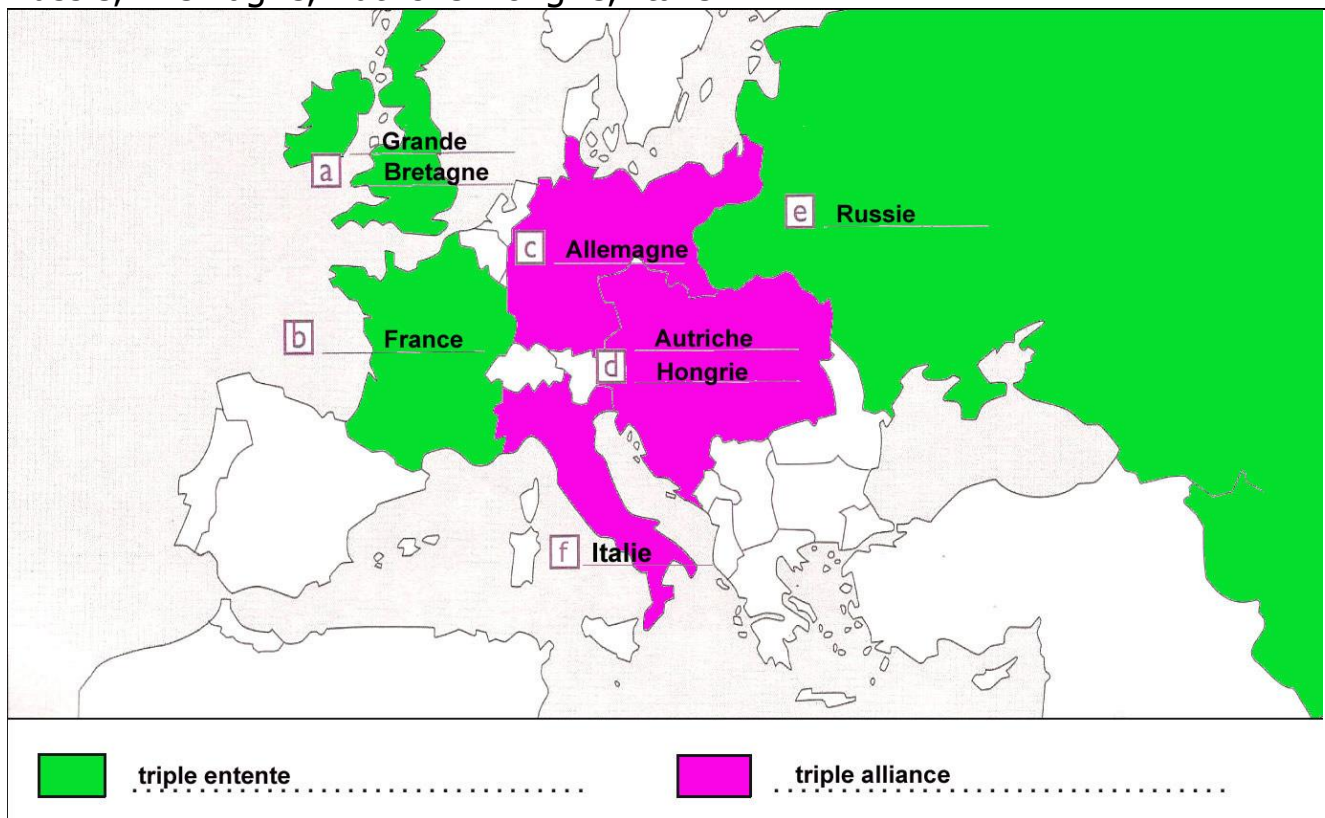 a
Grande
Bretagne
e Russie
c Allemagne
b France
d
Autriche
Hongrie
f Italie
triple entente
triple alliance